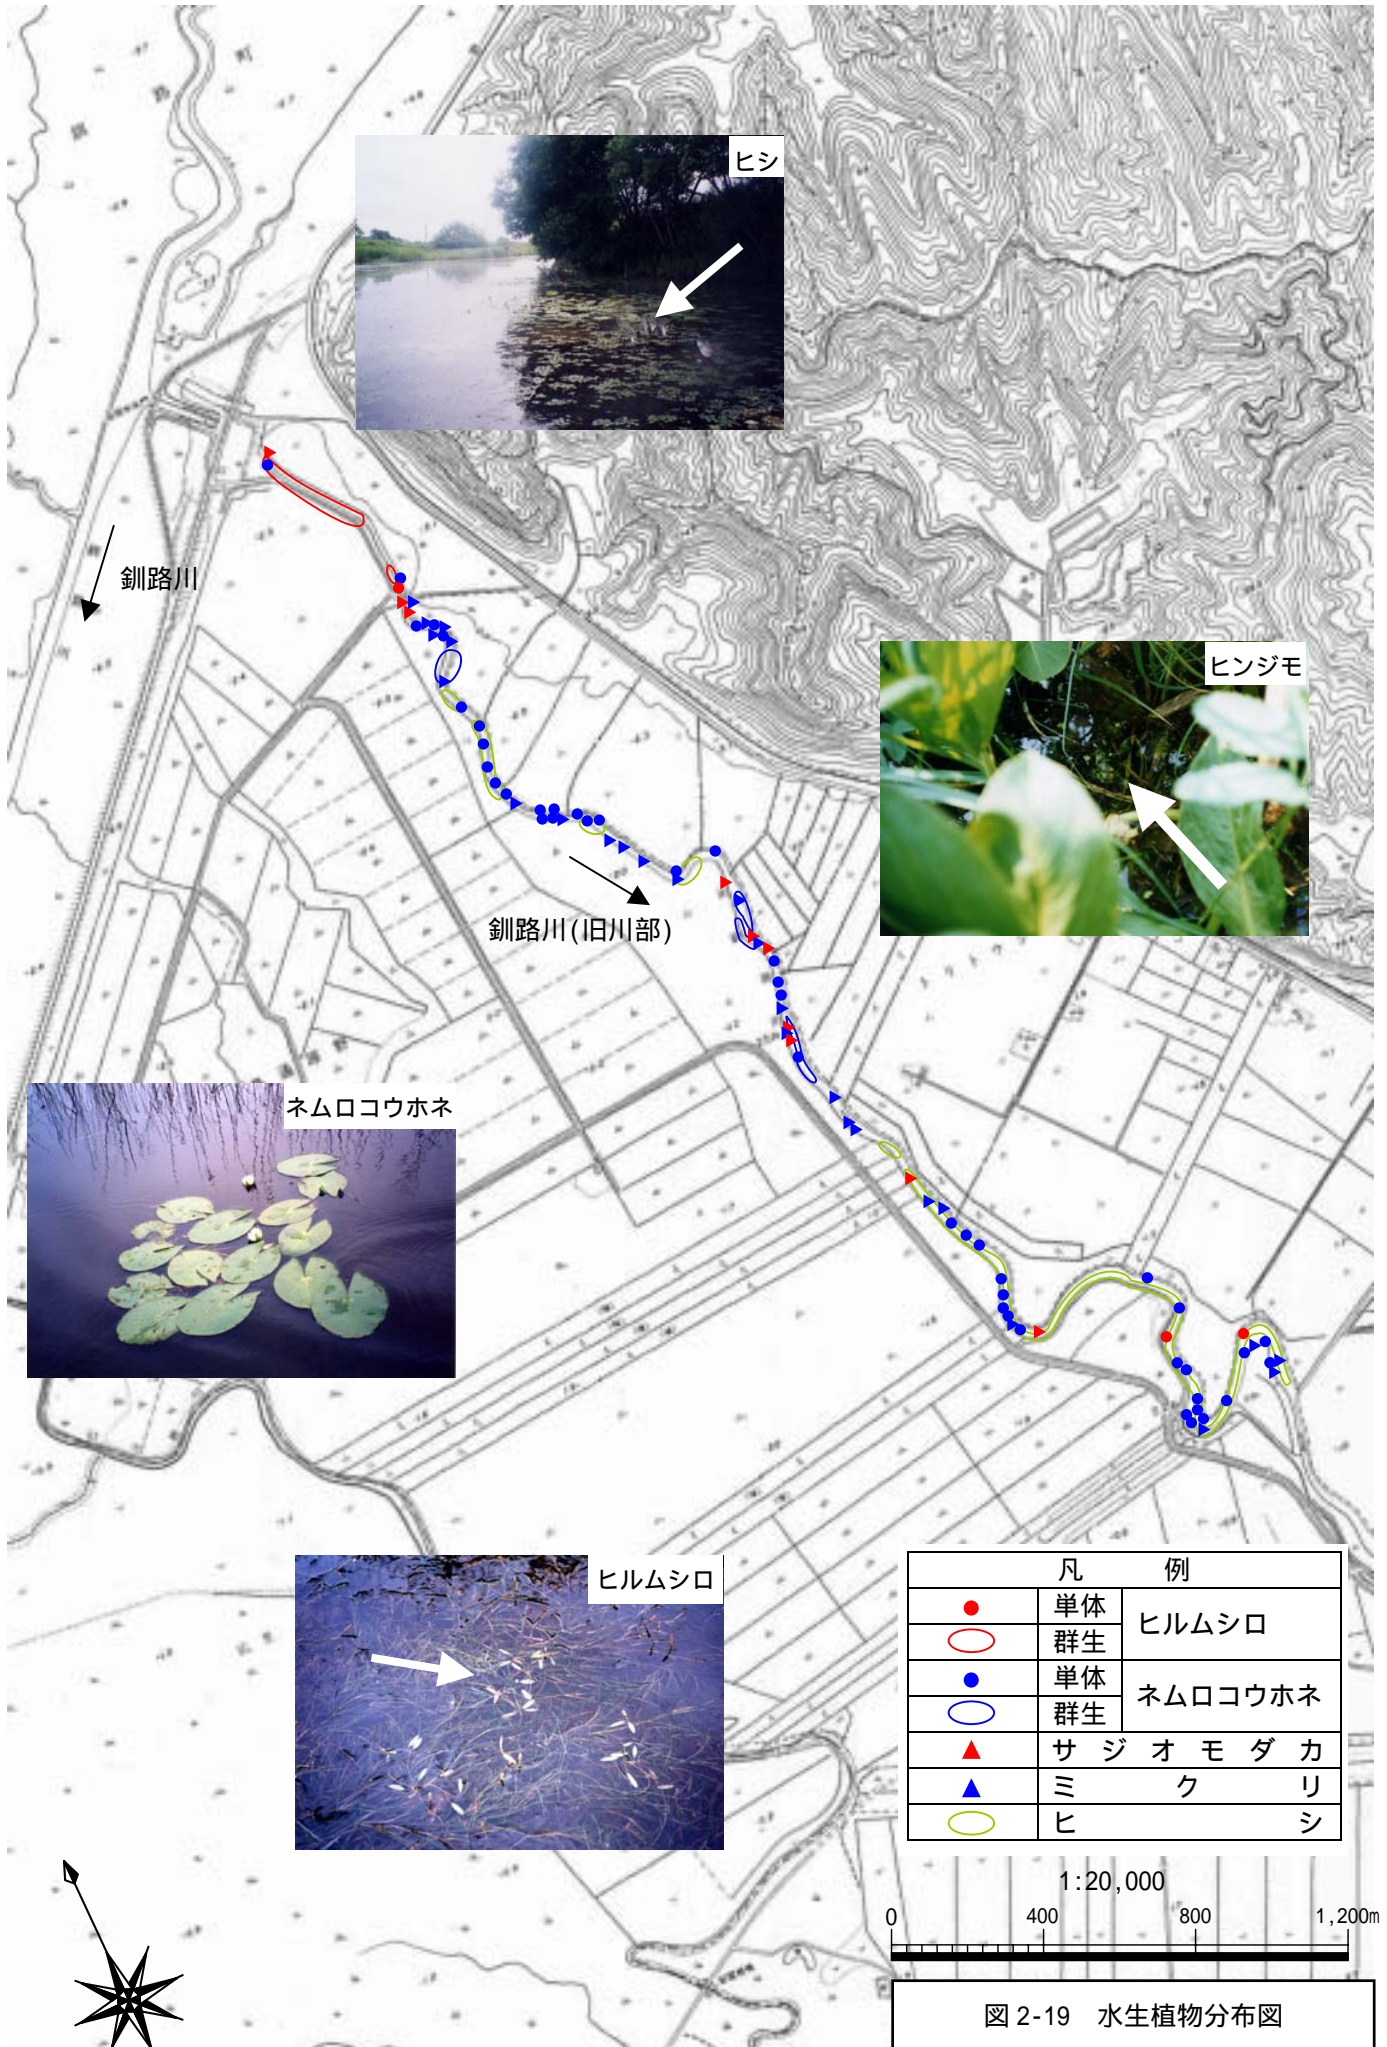 ヒシ
釧路川
ヒンジモ
釧路川(旧川部)
ネムロコウホネ
ヒルムシロ
凡 例
単体
群生
ヒルムシロ
単体
群生
ネムロコウホネ
サジオモダカ
ミクリ
ヒシ
1:20,000
0 400 800 1,200m
図 2-19 水生植物分布図